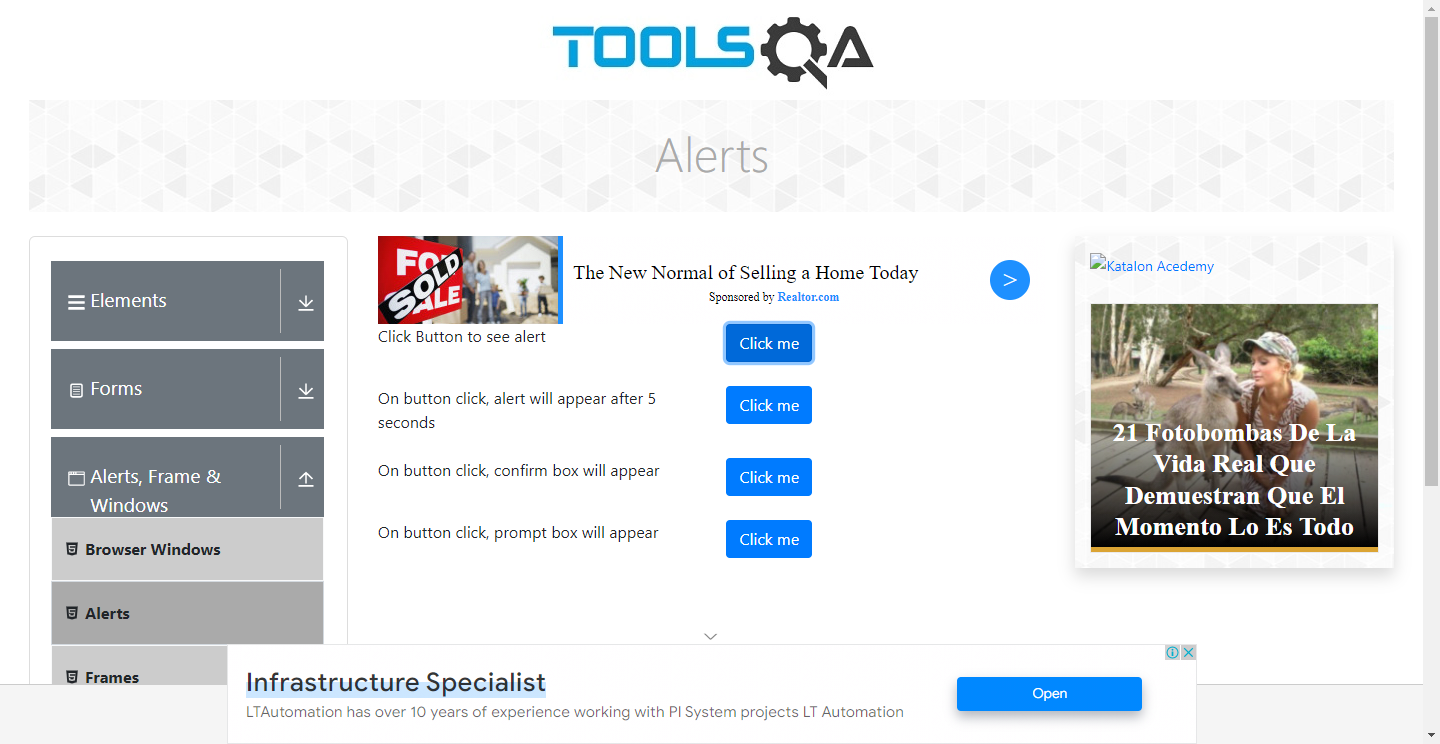 TOOLSQA
Alerts
Elements
Forms
Alerts, Frame &
Windows
Browser Windows
Alerts
Frames
FOR
SOLD
SALE
The New Normal of Selling a Home Today
Sponsored by Realtor.com
>
Click Button to see alert
Click me
On button click, alert will appear after 5
seconds
Click me
On button click, confirm box will appear
Click me
On button click, prompt box will appear
Click me
Katalon Acedemy
21 Fotobombas De La
Vida Real Que
Demuestran Que El
Momento Lo Es Todo
Infrastructure Specialist
LTAutomation has over 10 years of experience working with PI System projects LT Automation
Open